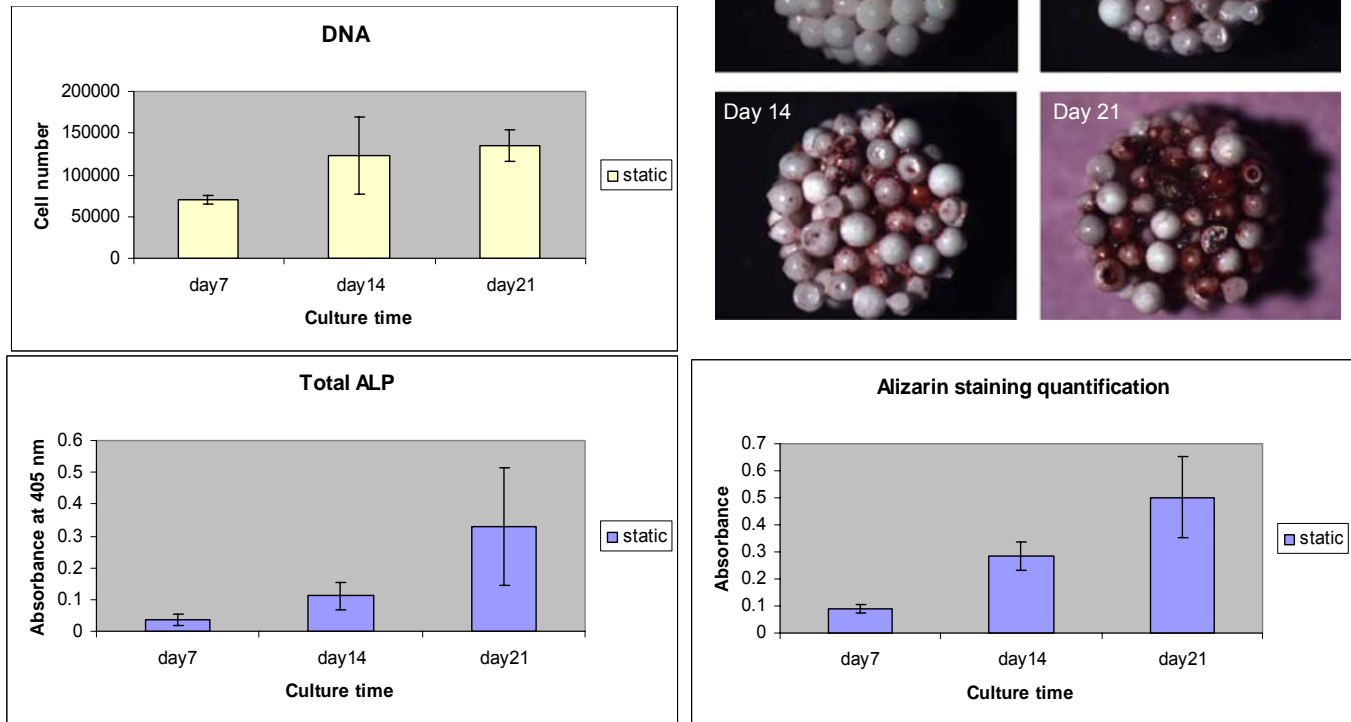 DNA
200000
150000
100000
50000
0
Cell number
day7 day14 day21
Culture time
static
Day 14 Day 21
Total ALP
0.6
0.5
0.4
0.3
0.2
0.1
0
Absorbance at 405 nm
day7 day14 day21
Culture time
static
Alizarin staining quantification
0.7
0.6
0.5
0.4
0.3
0.2
0.1
0
Absorbance
day7 day14 day21
Culture time
static